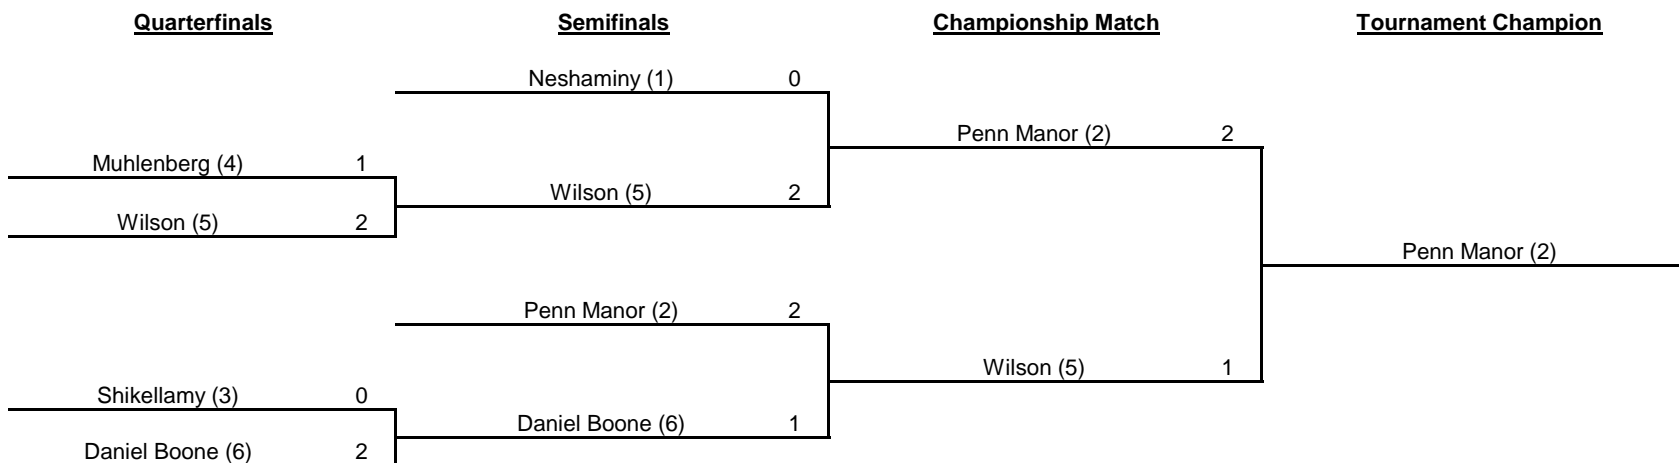 Quarterfinals Semifinals Championship Match Tournament Champion
Neshaminy (1) 0
Penn Manor (2) 2
Muhlenberg (4) 1
Wilson (5) 2
Wilson (5) 2
Penn Manor (2)
Penn Manor (2) 2
Wilson (5) 1
Shikellamy (3) 0
Daniel Boone (6) 1
Daniel Boone (6) 2